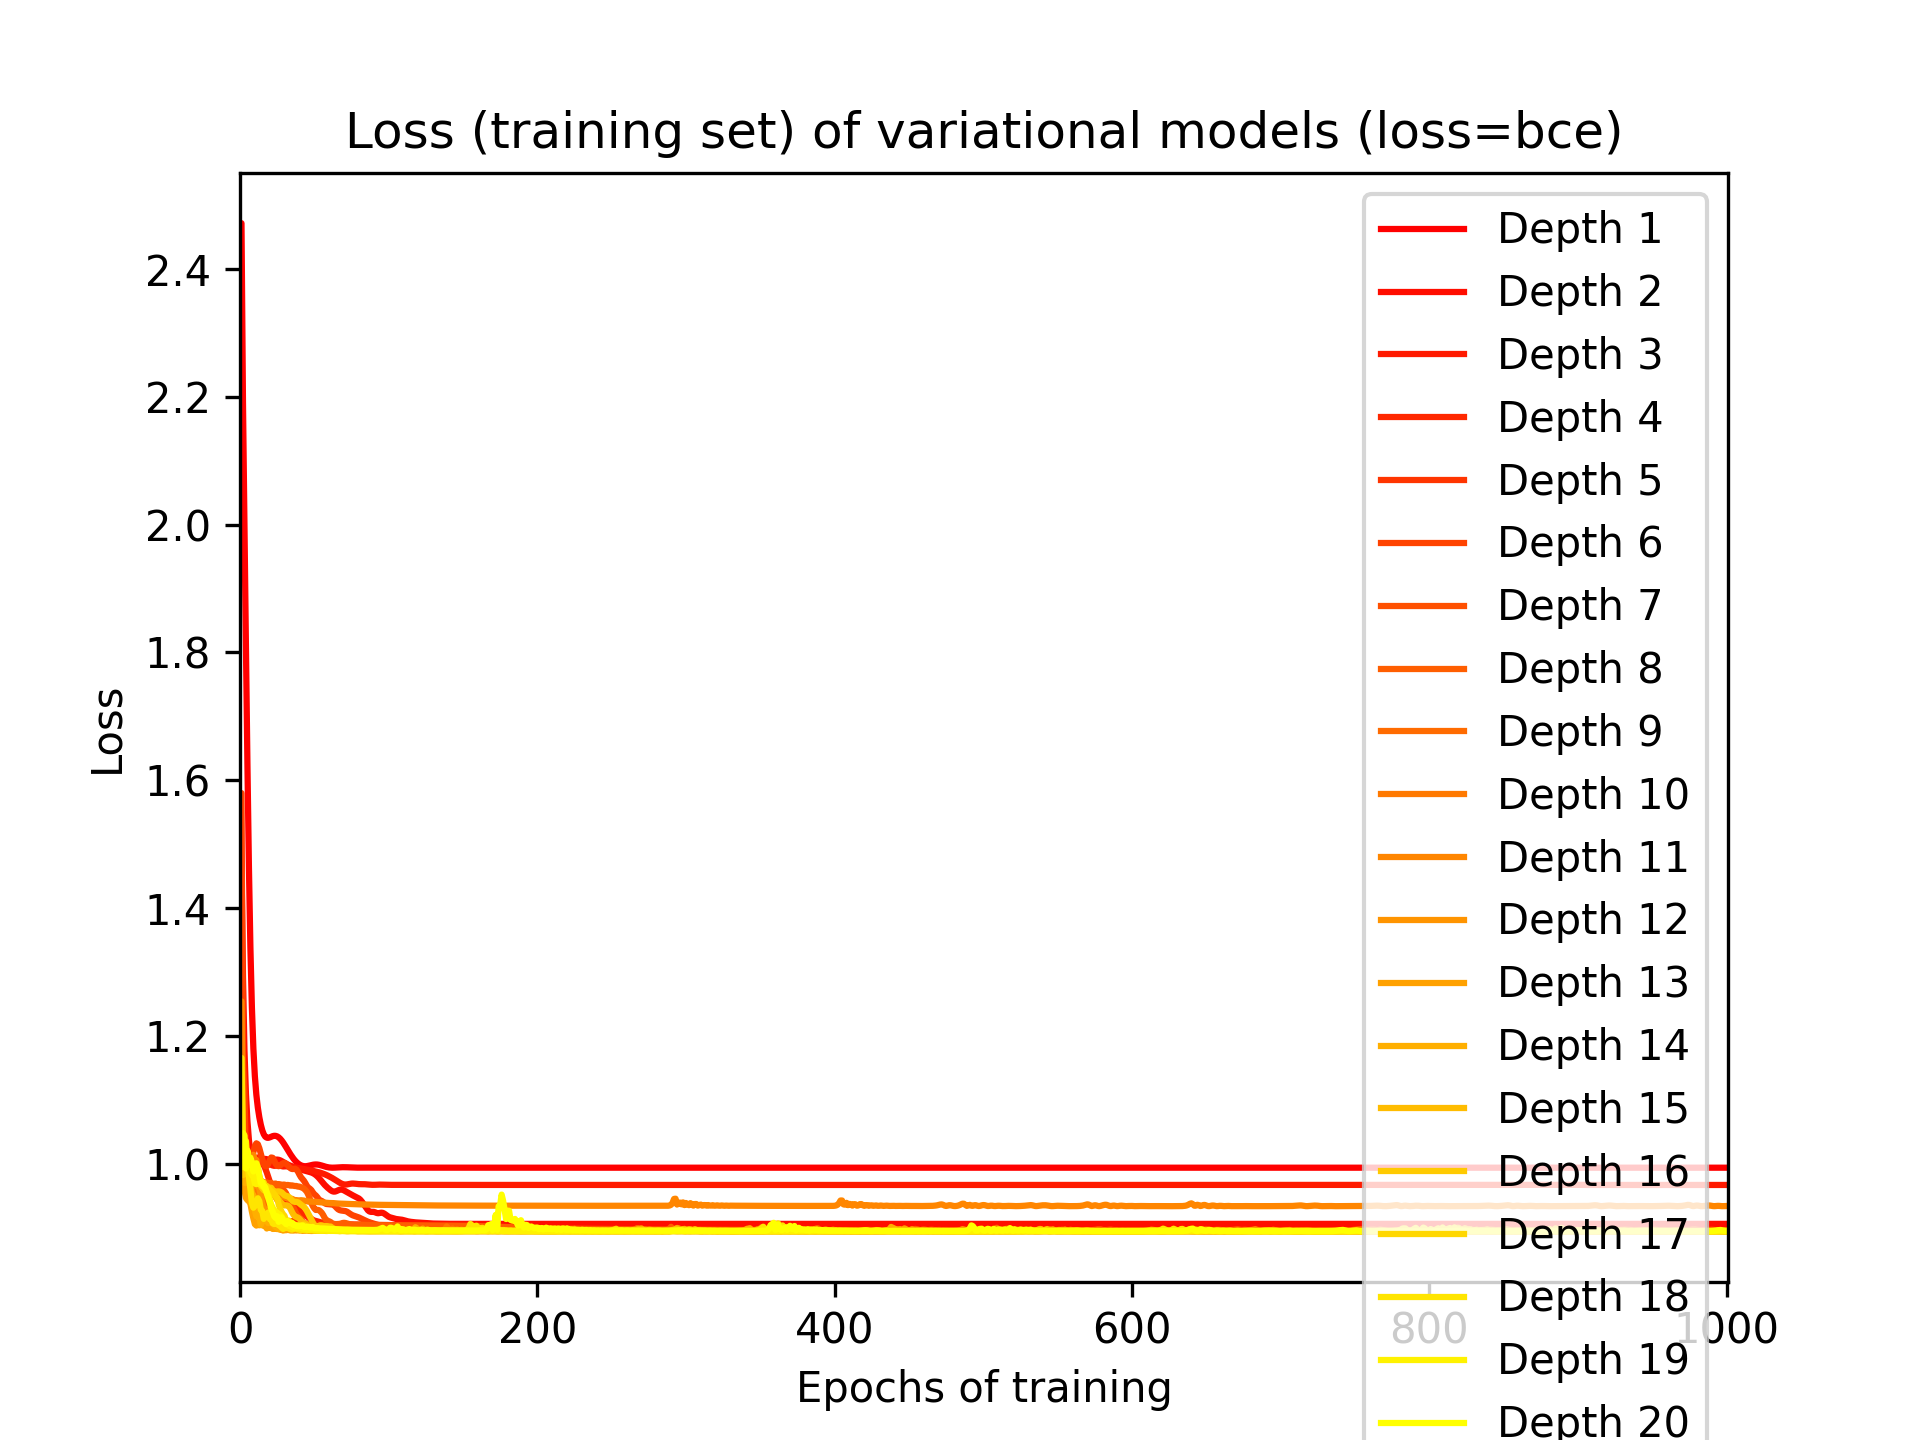 Loss (training set) of variational models (loss=bce)
Loss
2.4
2.2
2.0
1.8
1.6
1.4
1.2
1.0
0 200 400 600 800 1000
Epochs of training
Depth 1
Depth 2
Depth 3
Depth 4
Depth 5
Depth 6
Depth 7
Depth 8
Depth 9
Depth 10
Depth 11
Depth 12
Depth 13
Depth 14
Depth 15
Depth 16
Depth 17
Depth 18
Depth 19
Depth 20